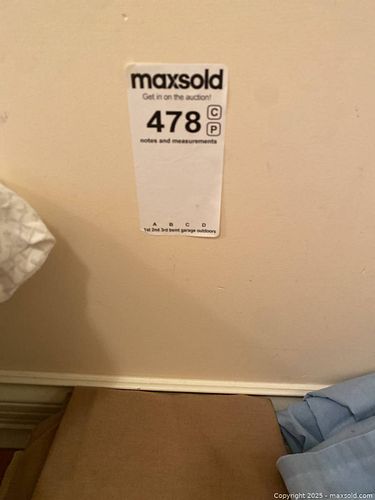 maxsold
Get in on the auction!
478 C
P
notes and measurements
A B C D
1st 2nd 3rd bsmt garage outdoors
Copyright 2025 - maxsold.com